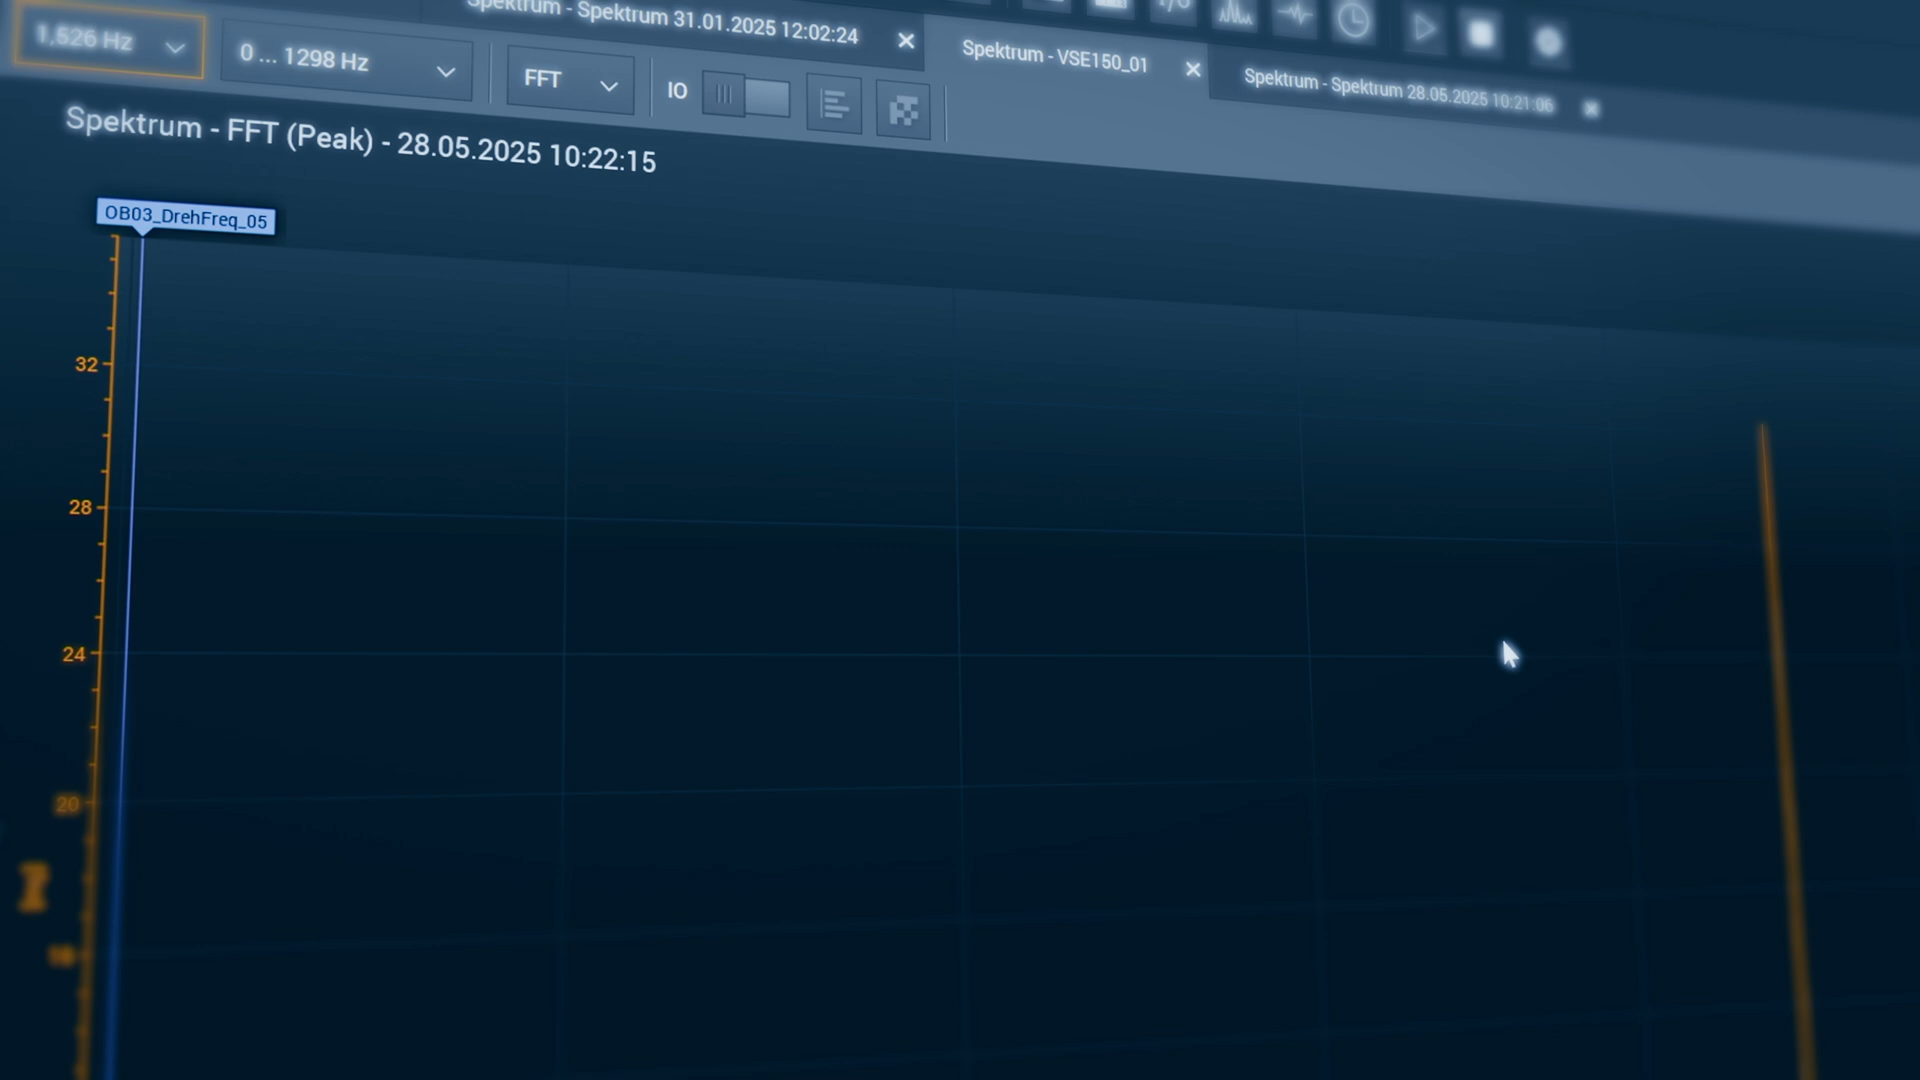 Spektrum - Spektrum 31.01.2025 12:02:24
Spektrum - VSE150_01
Spektrum - Spektrum 28.05.2025 10:21:06
1,526 Hz
0 ... 1298 Hz
FFT
IO
Spektrum - FFT (Peak) - 28.05.2025 10:22:15
OB03_DrehFreq_05
32
28
24
20